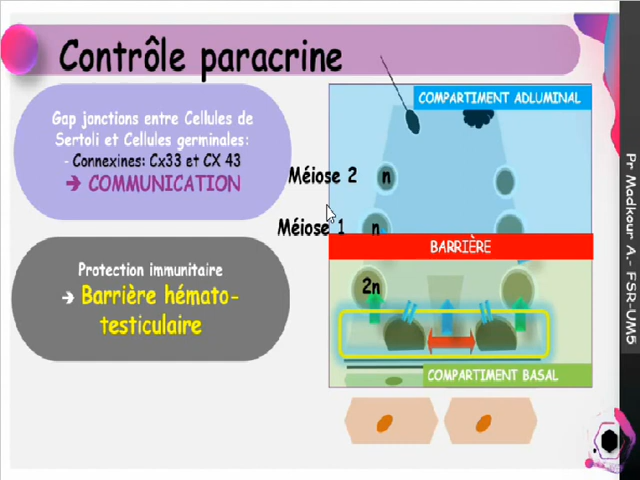 Contrôle paracrine
Gap jonctions entre Cellules de
Sertoli et Cellules germinales:
- Connexines: Cx33 et CX 43
➔ COMMUNICATION
Protection immunitaire
➔ Barrière hémato-
testiculaire
COMPARTIMENT ADLUMINAL
Méiose 2 n
Méiose 1 n
BARRIÈRE
2n
COMPARTIMENT BASAL
Pr Madkour A.- FSR-UM5